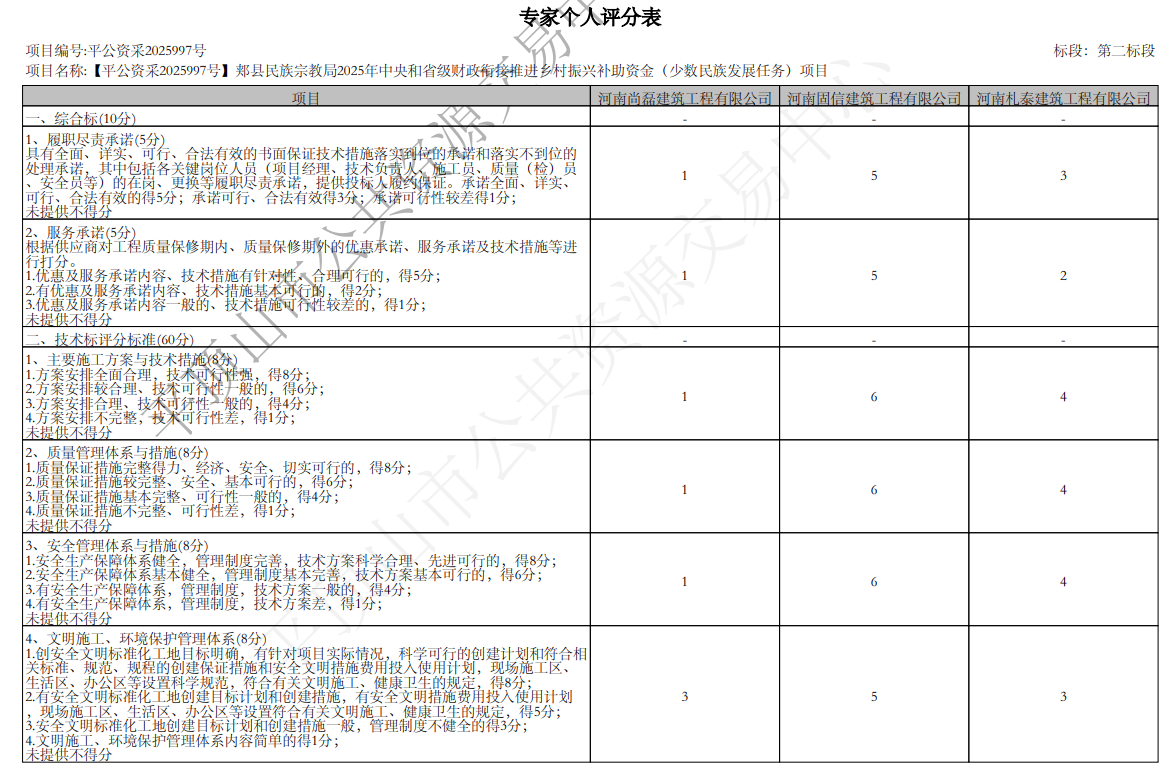 专家个人评分表
项目编号:平公资采2025997号
标段：第二标段
项目名称:【平公资采2025997号】郏县民族宗教局2025年中央和省级财政衔接推进乡村振兴补助资金（少数民族发展任务）项目
项目 河南尚磊建筑工程有限公司 河南固信建筑工程有限公司 河南札泰建筑工程有限公司
一、综合标(10分) - - -
1、履职尽责承诺(5分)
具有全面、详实、可行、合法有效的书面保证技术措施落实到位的承诺和落实不到位的
处理承诺，其中包括各关键岗位人员（项目经理、技术负责人、施工员、质量（检）员
、安全员等）的在岗、更换等履职尽责承诺，提供投标人履约保证。承诺全面、详实、
可行、合法有效的得5分；承诺可行、合法有效得3分；承诺可行性较差得1分；
未提供不得分
1 5 3
2、服务承诺(5分)
根据供应商对工程质量保修期内、质量保修期外的优惠承诺、服务承诺及技术措施等进
行打分。
1.优惠及服务承诺内容、技术措施有针对性、合理可行的，得5分；
2.有优惠及服务承诺内容、技术措施基本可行的，得2分；
3.优惠及服务承诺内容一般的、技术措施可行性较差的，得1分；
未提供不得分
1 5 2
二、技术标评分标准(60分) - - -
1、主要施工方案与技术措施(8分)
1.方案安排全面合理，技术可行性强，得8分；
2.方案安排较合理、技术可行性一般的，得6分；
3.方案安排合理、技术可行性一般的，得4分；
4.方案安排不完整，技术可行性差，得1分；
未提供不得分
1 6 4
2、质量管理体系与措施(8分)
1.质量保证措施完整得力、经济、安全、切实可行的，得8分；
2.质量保证措施较完整、安全、基本可行的，得6分；
3.质量保证措施基本完整、可行性一般的，得4分；
4.质量保证措施不完整、可行性差，得1分；
未提供不得分
1 6 4
3、安全管理体系与措施(8分)
1.安全生产保障体系健全，管理制度完善，技术方案科学合理、先进可行的，得8分；
2.安全生产保障体系基本健全，管理制度基本完善，技术方案基本可行的，得6分；
3.有安全生产保障体系，管理制度，技术方案一般的，得4分；
4.有安全生产保障体系，管理制度，技术方案差，得1分；
未提供不得分
1 6 4
4、文明施工、环境保护管理体系(8分)
1.创安全文明标准化工地目标明确，有针对项目实际情况，科学可行的创建计划和符合相
关标准、规范、规程的创建保证措施和安全文明措施费用投入使用计划，现场施工区、
生活区、办公区等设置科学规范，符合有关文明施工、健康卫生的规定，得8分；
2.有安全文明标准化工地创建目标计划和创建措施，有安全文明措施费用投入使用计划
，现场施工区、生活区、办公区等设置符合有关文明施工、健康卫生的规定，得5分；
3.安全文明标准化工地创建目标计划和创建措施一般，管理制度不健全的得3分；
4.文明施工、环境保护管理体系内容简单的得1分；
未提供不得分
3 5 3
平顶山市公共资源交易中心
平顶山市公共资源交易中心